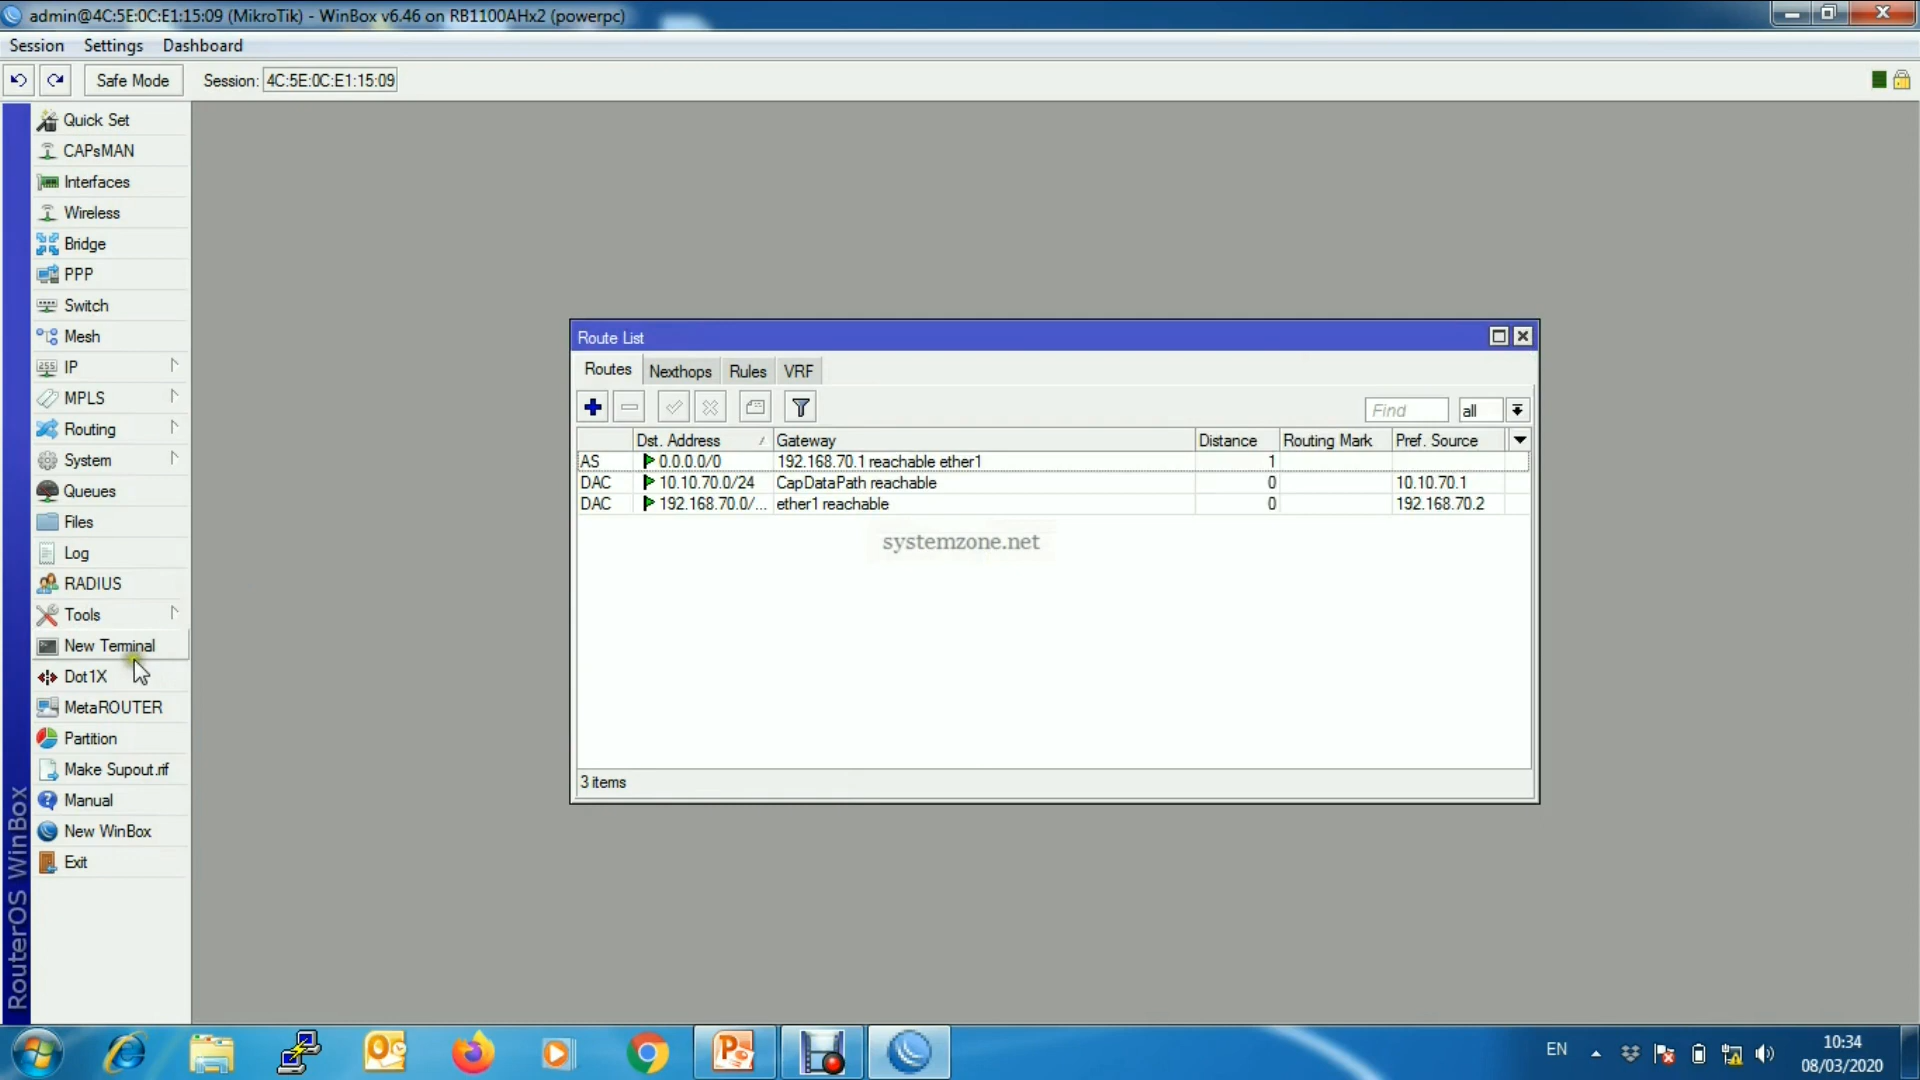 admin@4C:5E:0C:E1:15:09 (MikroTik) - WinBox v6.46 on RB1100AHx2 (powerpc)
Session Settings Dashboard
Safe Mode Session: 4C:5E:0C:E1:15:09
Quick Set
CAPsMAN
Interfaces
Wireless
Bridge
PPP
Switch
Mesh
IP
MPLS
Routing
System
Queues
Files
Log
RADIUS
Tools
New Terminal
Dot1X
MetaROUTER
Partition
Make Supout.rif
Manual
New WinBox
Exit
RouterOS WinBox
Route List
Routes Nexthops Rules VRF
Find all
Dst. Address Gateway Distance Routing Mark Pref. Source
AS 0.0.0.0/0 192.168.70.1 reachable ether1 1
DAC 10.10.70.0/24 CapDataPath reachable 0 10.10.70.1
DAC 192.168.70.0/... ether1 reachable 0 192.168.70.2
systemzone.net
3 items
EN
10:34
08/03/2020